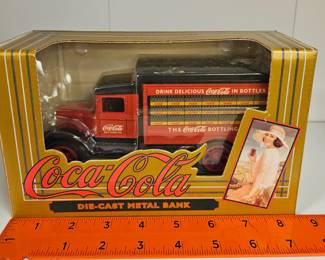 DRINK DELICIOUS Coca-Cola IN BOTTLES
Coca-Cola
THE Coca-Cola BOTTLING
Coca-Cola
DIE-CAST METAL BANK
1 2 3 4 5 6 7 8 9